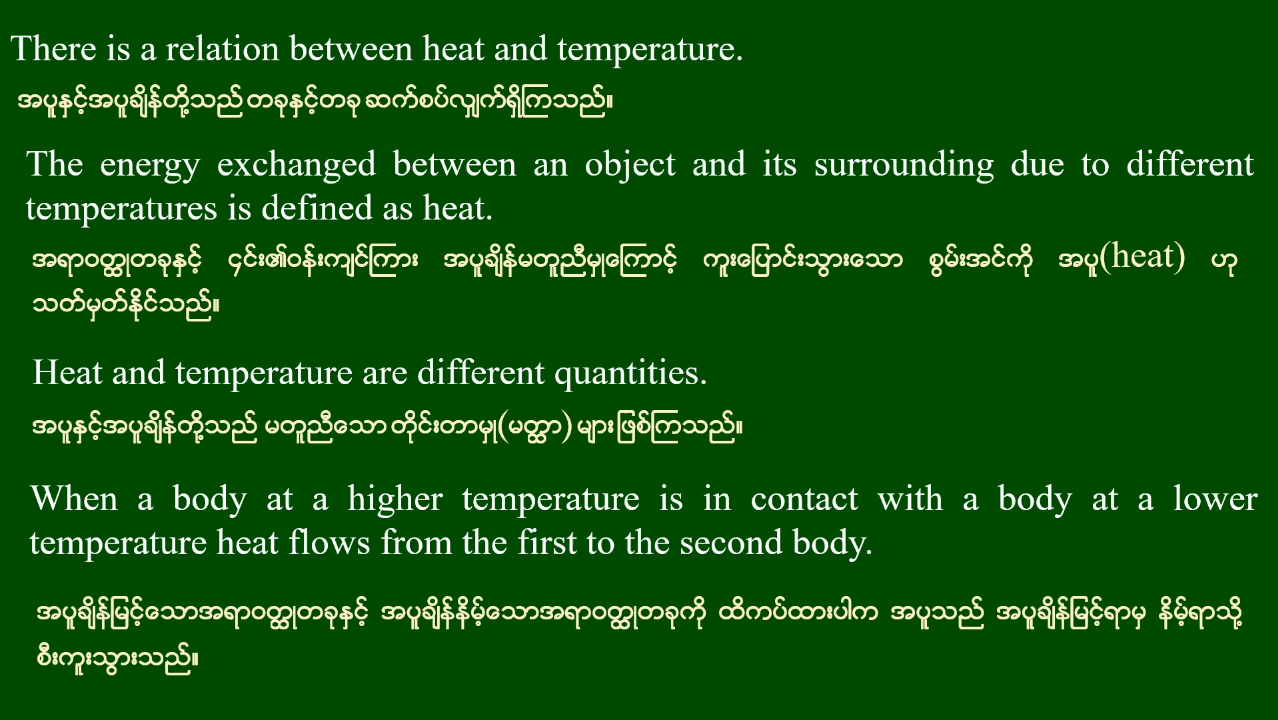 There is a relation between heat and temperature.
အပူနှင့်အပူချိန်တို့သည် တခုနှင့်တခု ဆက်စပ်လျှက်ရှိကြသည်။
The energy exchanged between an object and its surrounding due to different
temperatures is defined as heat.
အရာဝတ္ထုတခုနှင့် ၄င်း၏ဝန်းကျင်ကြား အပူချိန်မတူညီမှုကြောင့် ကူးပြောင်းသွားသော စွမ်းအင်ကို အပူ(heat) ဟု
သတ်မှတ်နိုင်သည်။
Heat and temperature are different quantities.
အပူနှင့်အပူချိန်တို့သည် မတူညီသော တိုင်းတာမှု(မတ္ထာ) များဖြစ်ကြသည်။
When a body at a higher temperature is in contact with a body at a lower
temperature heat flows from the first to the second body.
အပူချိန်မြင့်သောအရာဝတ္ထုတခုနှင့် အပူချိန်နိမ့်သောအရာဝတ္ထုတခုကို ထိကပ်ထားပါက အပူသည် အပူချိန်မြင့်ရာမှ နိမ့်ရာသို့
စီးကူးသွားသည်။